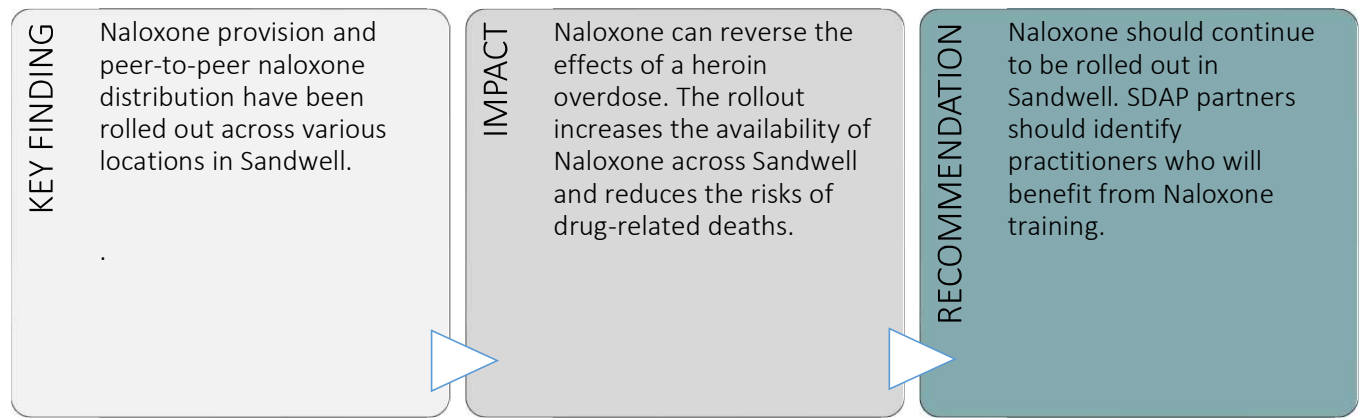 KEY FINDING
Naloxone provision and
peer-to-peer naloxone
distribution have been
rolled out across various
locations in Sandwell.
.
IMPACT
Naloxone can reverse the
effects of a heroin
overdose. The rollout
increases the availability of
Naloxone across Sandwell
and reduces the risks of
drug-related deaths.
RECOMMENDATION
Naloxone should continue
to be rolled out in
Sandwell. SDAP partners
should identify
practitioners who will
benefit from Naloxone
training.